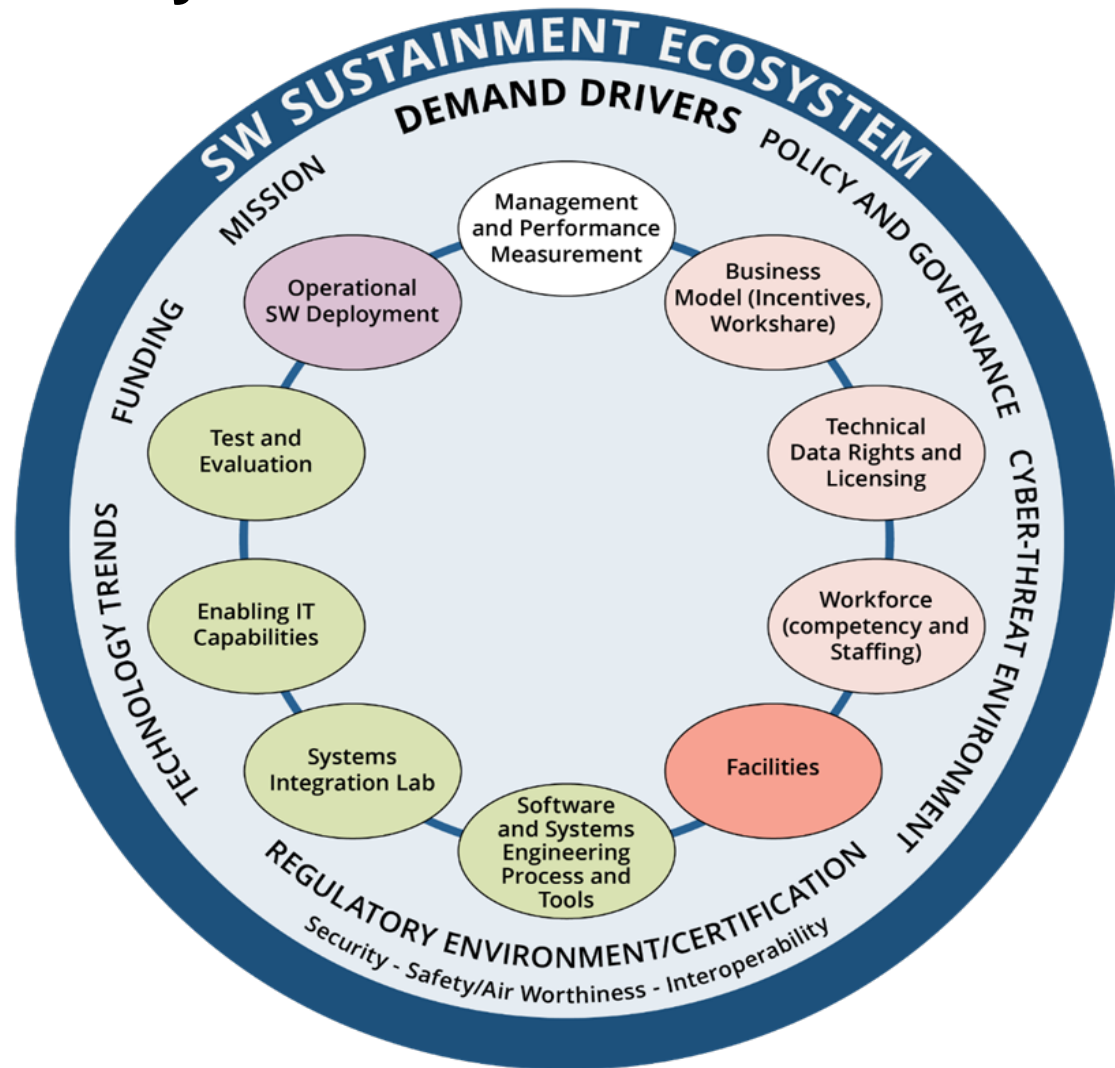 SW SUSTAINMENT ECOSYSTEM
DEMAND DRIVERS
POLICY AND GOVERNANCE
CYBER-THREAT ENVIRONMENT
REGULATORY ENVIRONMENT/CERTIFICATION
Security - Safety/Air Worthiness - Interoperability
TECHNOLOGY TRENDS
FUNDING
MISSION
Management
and Performance
Measurement
Business
Model (Incentives,
Workshare)
Technical
Data Rights and
Licensing
Workforce
(competency and
Staffing)
Facilities
Software
and Systems
Engineering
Process and
Tools
Systems
Integration Lab
Enabling IT
Capabilities
Test and
Evaluation
Operational
SW Deployment